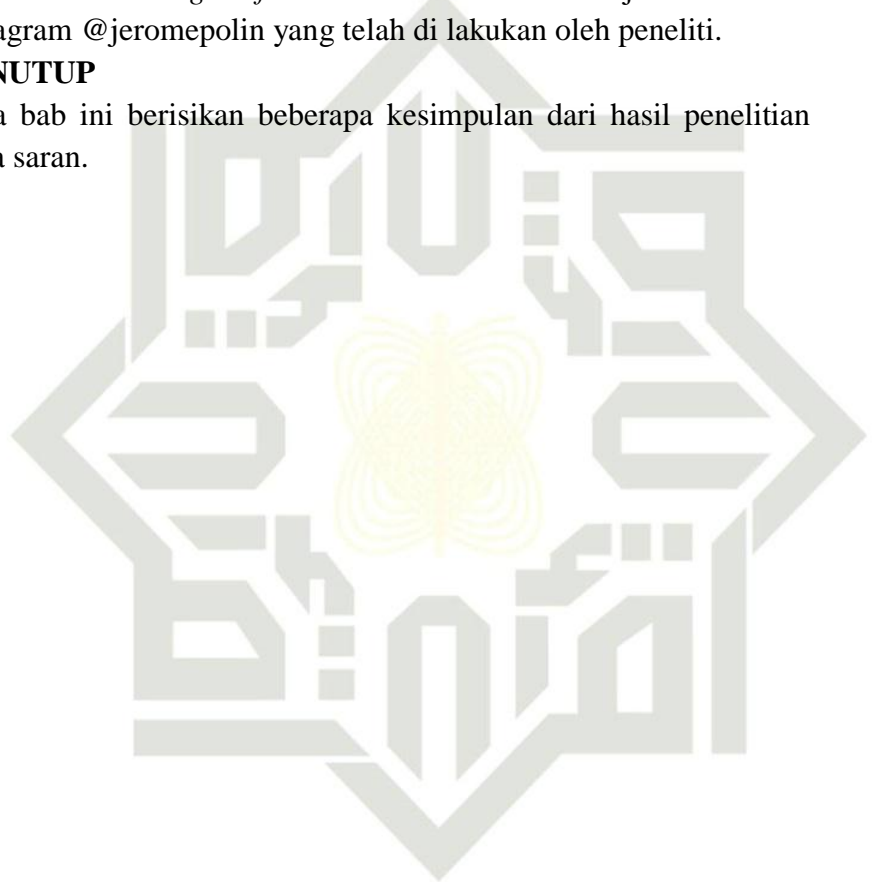 agram @jeromepolin yang telah di lakukan oleh peneliti.
NUTUP
a bab ini berisikan beberapa kesimpulan dari hasil penelitian
a saran.